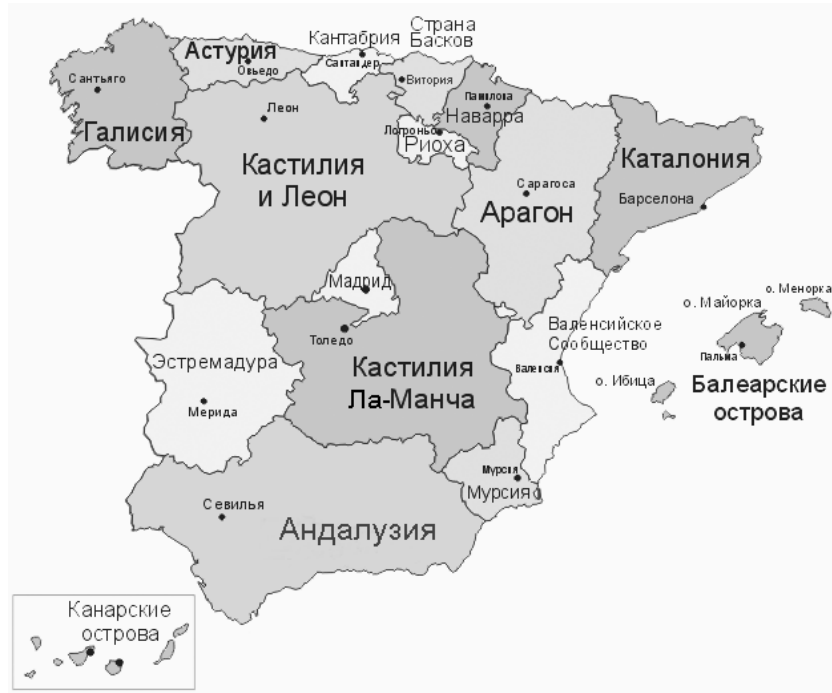 Страна
Басков
Кантабрия
Астурия
Сантандер
Овьедо
Сантьяго
Витория
Памплона
Леон
Наварра
Логроньо
Галисия
Риоха
Каталония
Кастилия
и Леон
Сарагоса
Барселона
Арагон
Мадрид
о. Менорка
о. Майорка
Валенсийское
Сообщество
Толедо
Пальма
Эстремадура
Кастилия
Ла-Манча
Валенсия
о. Ибица
Балеарские
острова
Мерида
Мурсия
Мурсия
Севилья
Андалузия
Канарские
острова